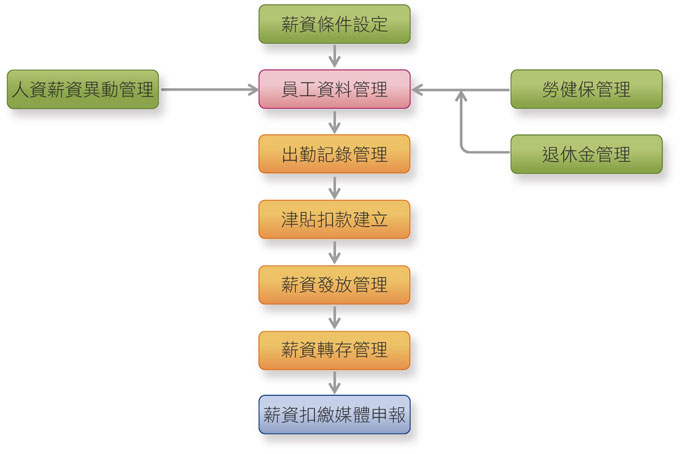 薪資條件設定
人資薪資異動管理
員工資料管理
勞健保管理
出勤記錄管理
退休金管理
津貼扣款建立
薪資發放管理
薪資轉存管理
薪資扣繳媒體申報